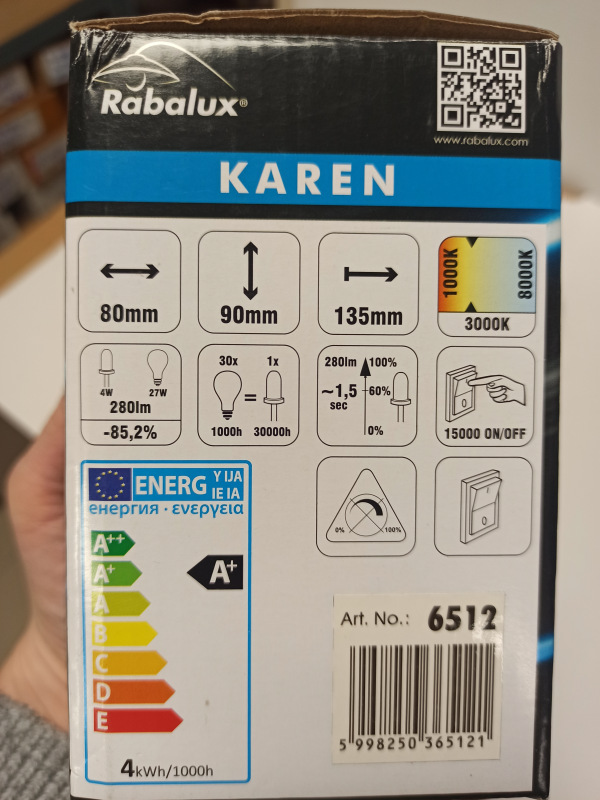 Rabalux®
www.rabalux.com
KAREN
80mm
90mm
135mm
1000K
8000K
3000K
4W
27W
280lm
-85,2%
30x
1x
=
1000h
30000h
280lm
100%
~1,5
sec
60%
0%
15000 ON/OFF
0%
100%
ENERG
Y IJA
IE IA
енергия · ενεργεια
A++
A+
A
B
C
D
E
A+
4 kWh/1000h
Art. No.: 6512
5 998250 365121